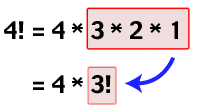 4! = 4 * 3 * 2 * 1
= 4 * 3!